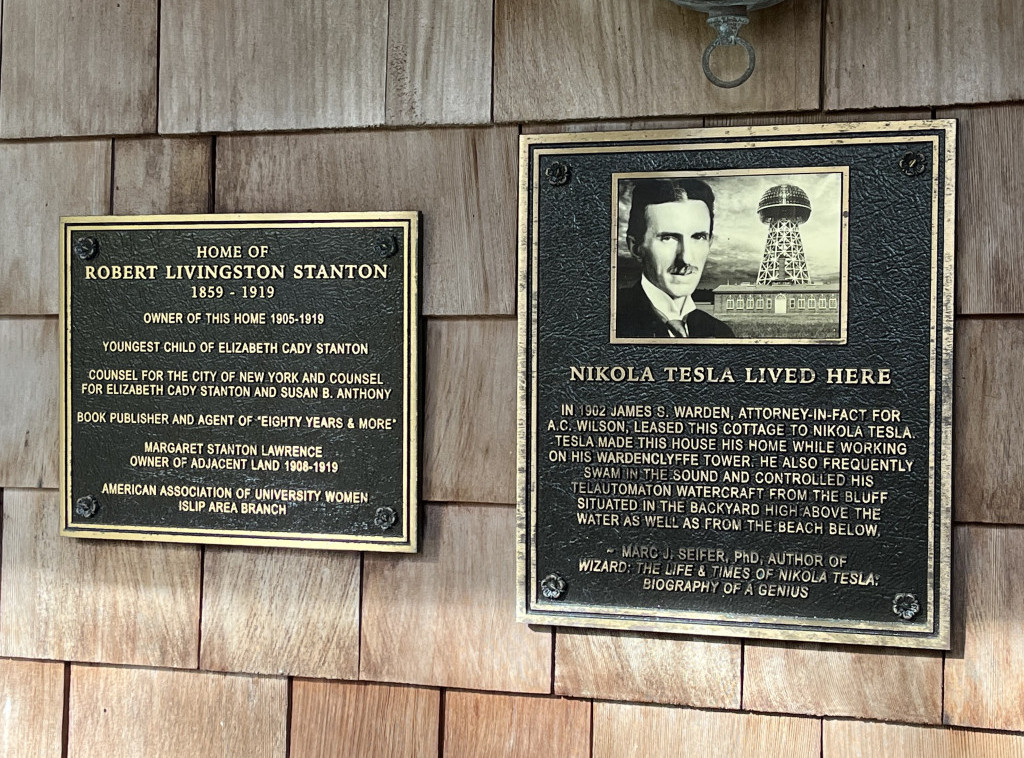 HOME OF
ROBERT LIVINGSTON STANTON
1859 - 1919
OWNER OF THIS HOME 1905-1919
YOUNGEST CHILD OF ELIZABETH CADY STANTON
COUNSEL FOR THE CITY OF NEW YORK AND COUNSEL
FOR ELIZABETH CADY STANTON AND SUSAN B. ANTHONY
BOOK PUBLISHER AND AGENT OF "EIGHTY YEARS & MORE"
MARGARET STANTON LAWRENCE
OWNER OF ADJACENT LAND 1908-1919
AMERICAN ASSOCIATION OF UNIVERSITY WOMEN
ISLIP AREA BRANCH
NIKOLA TESLA LIVED HERE
IN 1902 JAMES S. WARDEN, ATTORNEY-IN-FACT FOR
A.C. WILSON, LEASED THIS COTTAGE TO NIKOLA TESLA.
TESLA MADE THIS HOUSE HIS HOME WHILE WORKING
ON HIS WARDENCLYFFE TOWER. HE ALSO FREQUENTLY
SWAM IN THE SOUND AND CONTROLLED HIS
TELAUTOMATON WATERCRAFT FROM THE BLUFF
SITUATED IN THE BACKYARD HIGH ABOVE THE
WATER AS WELL AS FROM THE BEACH BELOW.
~ MARC J. SEIFER, PhD, AUTHOR OF
WIZARD: THE LIFE & TIMES OF NIKOLA TESLA:
BIOGRAPHY OF A GENIUS